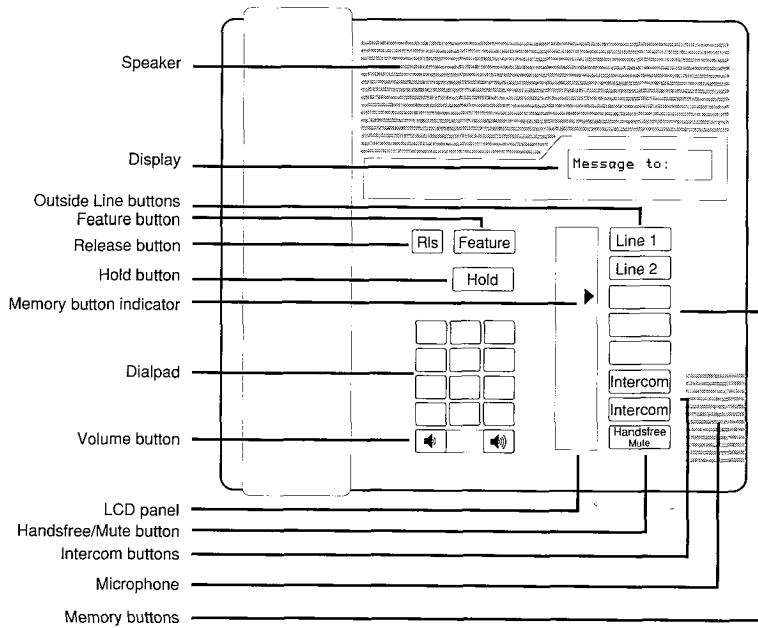 Speaker
Display
Message to:
Outside Line buttons
Feature button
Release button
Rls
Feature
Line 1
Hold button
Hold
Line 2
Memory button indicator
Dialpad
Intercom
Intercom
Volume button
Handsfree
Mute
LCD panel
Handsfree/Mute button
Intercom buttons
Microphone
Memory buttons